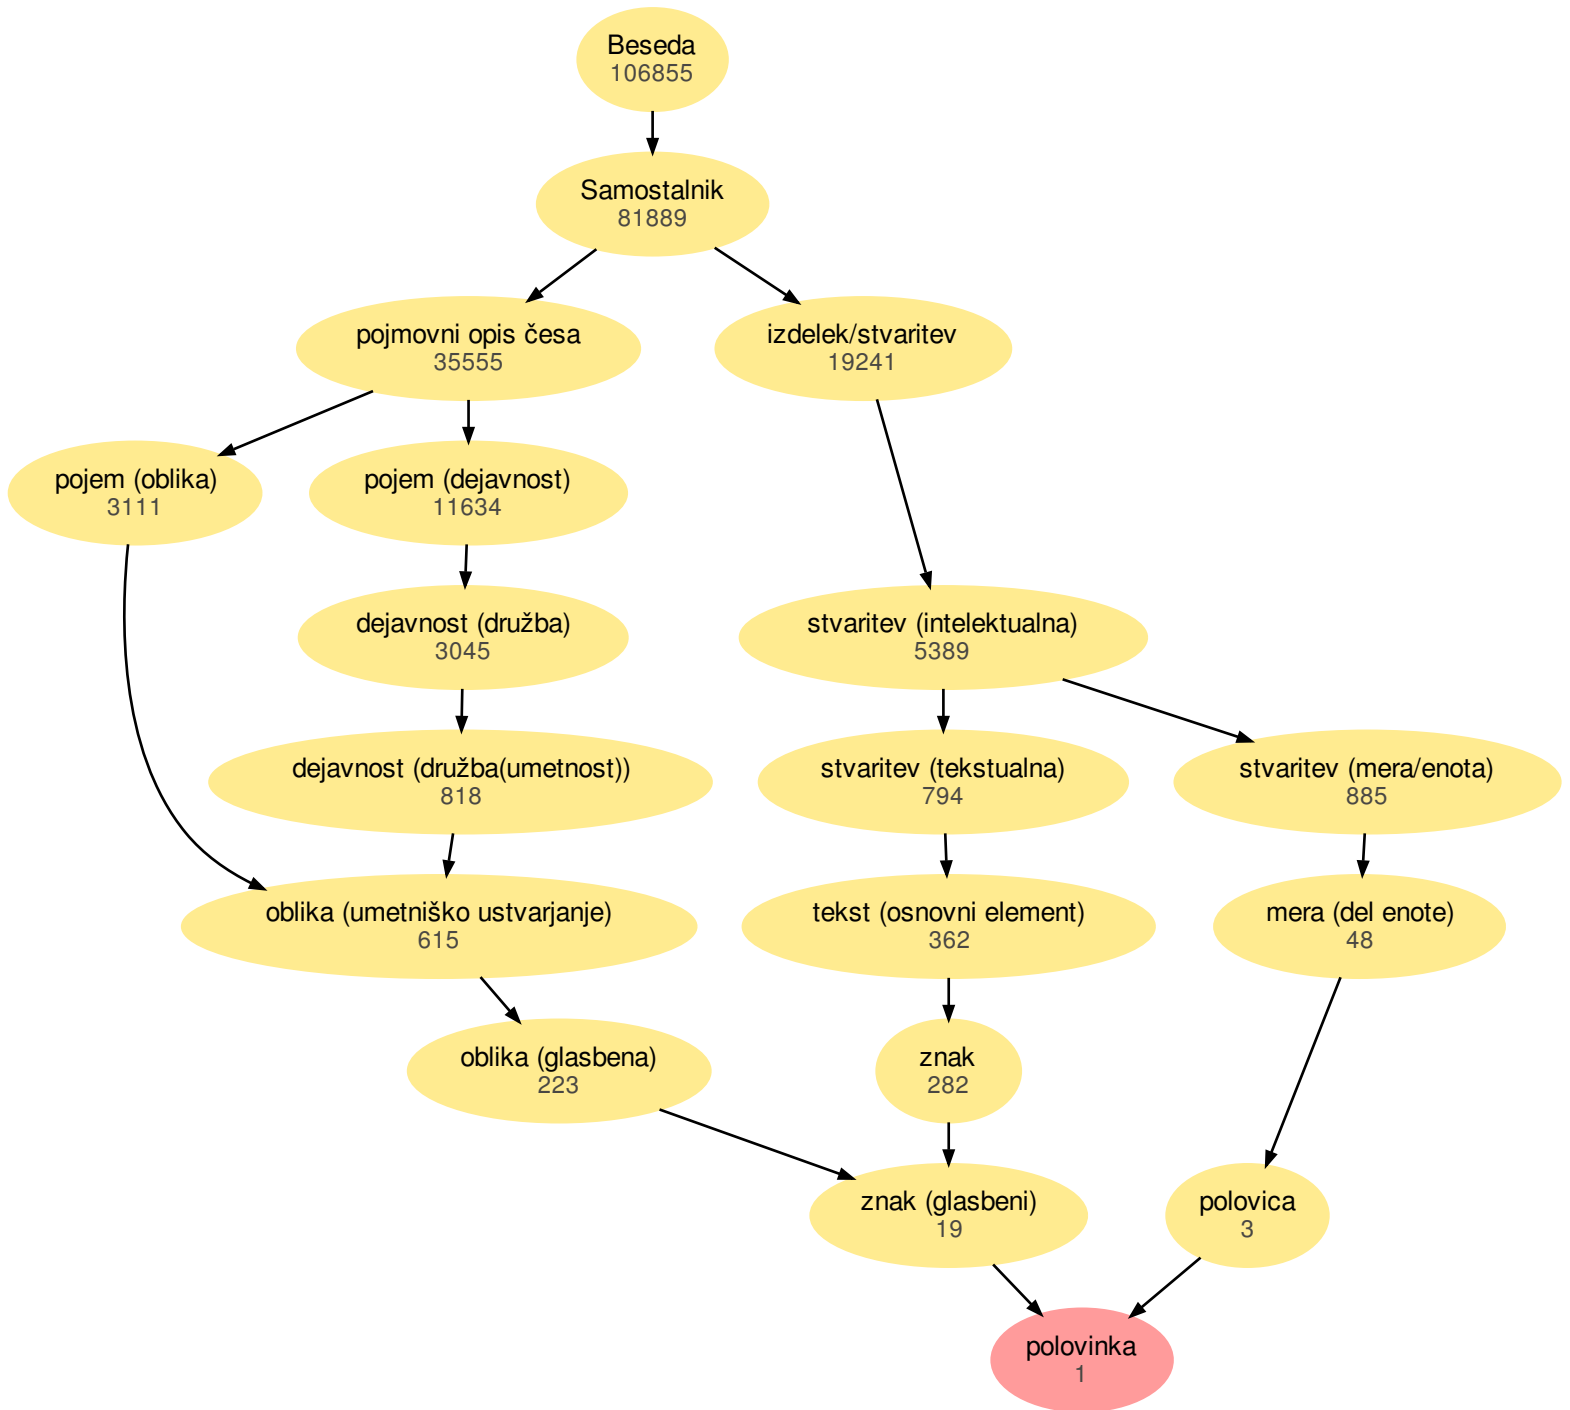 Beseda
106855
Samostalnik
81889
pojmovni opis česa
35555
izdelek/stvaritev
19241
pojem (oblika)
3111
pojem (dejavnost)
11634
dejavnost (družba)
3045
stvaritev (intelektualna)
5389
dejavnost (družba(umetnost))
818
stvaritev (tekstualna)
794
stvaritev (mera/enota)
885
oblika (umetniško ustvarjanje)
615
tekst (osnovni element)
362
mera (del enote)
48
oblika (glasbena)
223
znak
282
znak (glasbeni)
19
polovica
3
polovinka
1